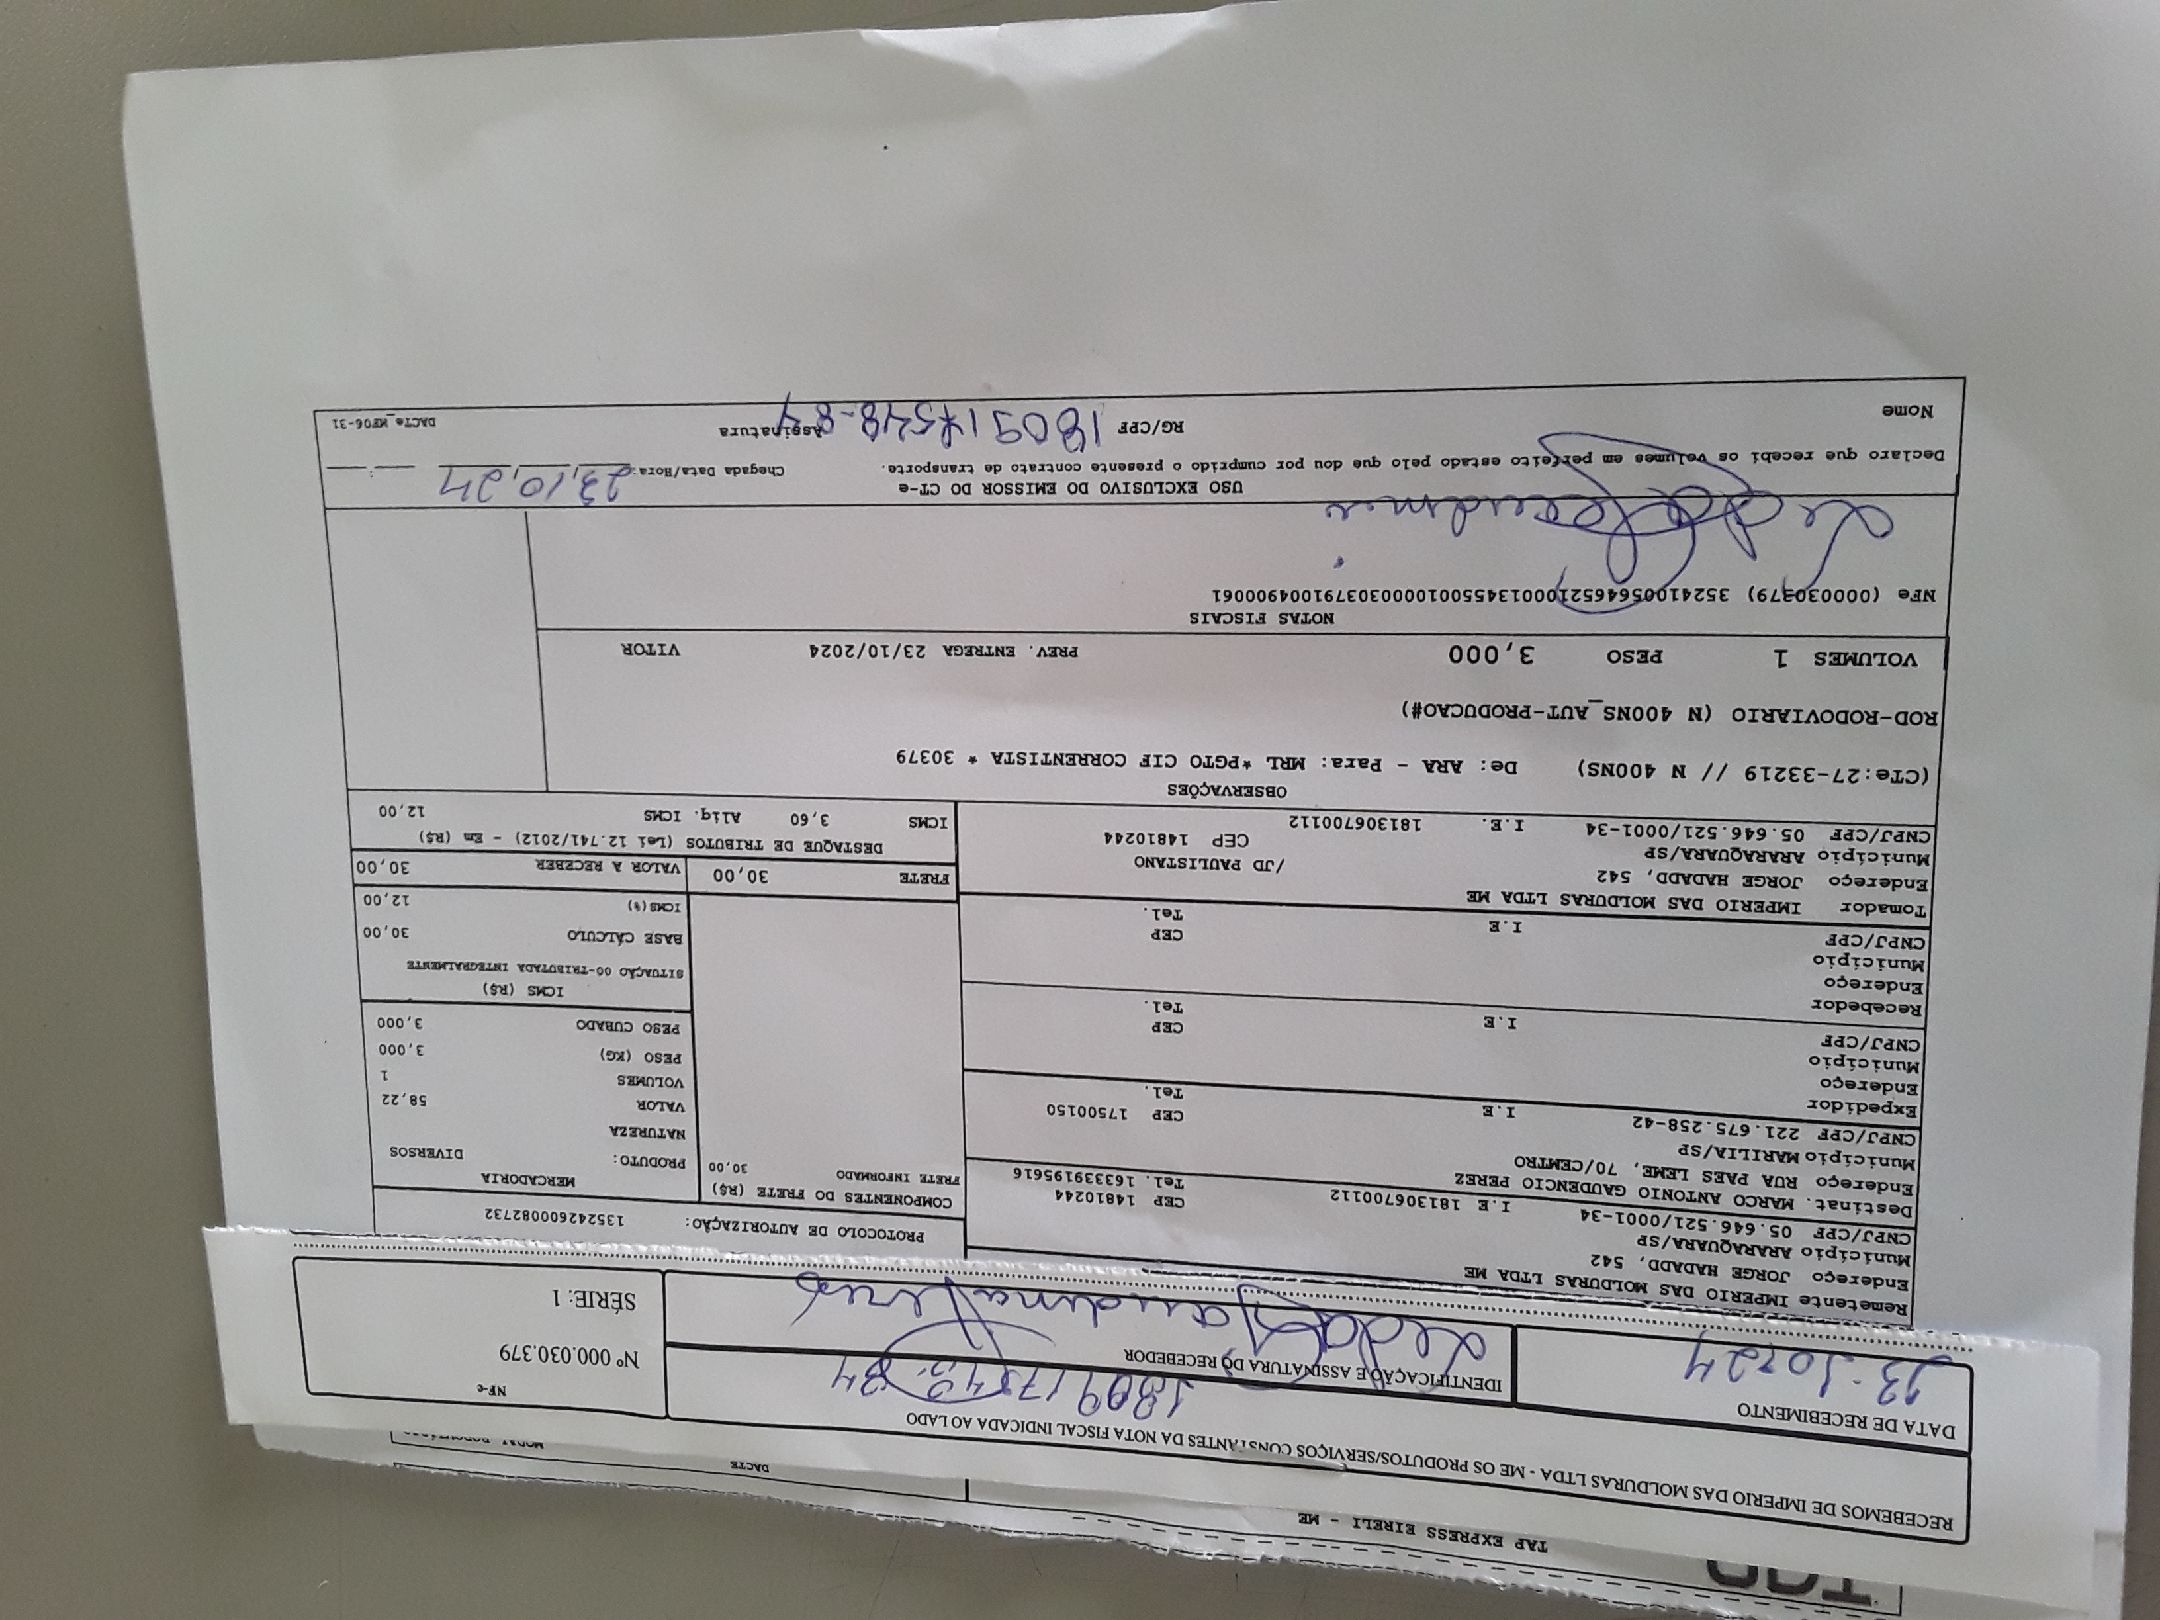 TAP EXPRESS EIRELI - ME
DACTE
RECEBEMOS DE IMPERIO DAS MOLDURAS LTDA - ME OS PRODUTOS/SERVIÇOS CONSTANTES DA NOTA FISCAL INDICADA AO LADO
DATA DE RECEBIMENTO
23-10-24
IDENTIFICAÇÃO E ASSINATURA DO RECEBEDOR
NF-e
Nº 000.030.379
SÉRIE: 1
Remetente IMPERIO DAS MOLDURAS LTDA ME
Endereço JORGE HADADD, 542
Município ARARAQUARA/SP CEP 14810244
CNPJ/CPF 05.646.521/0001-34 I.E 181306700112 Tel. 1633395616
Destinat. MARCO ANTONIO GAUDENCIO PEREZ
Endereço RUA PAES LEME, 70/CENTRO
Município MARILIA/SP CEP 17500150
CNPJ/CPF 221.675.258-42 I.E Tel.
Expedidor
Endereço
Município CEP
CNPJ/CPF I.E Tel.
Recebedor
Endereço
Município CEP
CNPJ/CPF I.E Tel.
Tomador IMPERIO DAS MOLDURAS LTDA ME
Endereço JORGE HADADD, 542 /JD PAULISTANO
Município ARARAQUARA/SP CEP 14810244
CNPJ/CPF 05.646.521/0001-34 I.E. 181306700112
PROTOCOLO DE AUTORIZAÇÃO: 135242600082732
COMPONENTES DO FRETE (R$)
FRETE INFORMADO 30,00
MERCADORIA
PRODUTO: DIVERSOS
NATUREZA
VALOR 58,22
VOLUMES 1
PESO (KG) 3,000
PESO CUBADO 3,000
ICMS (R$)
SITUAÇÃO 00-TRIBUTADA INTEGRALMENTE
BASE CÁLCULO 30,00
ICMS(%) 12,00
FRETE 30,00 VALOR A RECEBER 30,00
DESTAQUE DE TRIBUTOS (Lei 12.741/2012) - Em (R$)
ICMS 3,60 Aliq. ICMS 12,00
OBSERVAÇÕES
(CTe:27-33219 // N 400NS) De: ARA - Para: MRL *PGTO CIF CORRENTISTA * 30379
ROD-RODOVIARIO (N 400NS_AUT-PRODUCAO#)
VOLUMES 1 PESO 3,000 PREV. ENTREGA 23/10/2024 VITOR
NOTAS FISCAIS
NFe (000030379) 35241005646521000134550010000303791004900061
USO EXCLUSIVO DO EMISSOR DO CT-e
Declaro que recebi os volumes em perfeito estado pelo que dou por cumprido o presente contrato de transporte.
Chegada Data/Hora: 23,10,24
Nome RG/CPF 180917548-84 Assinatura DACTe_MF06-31